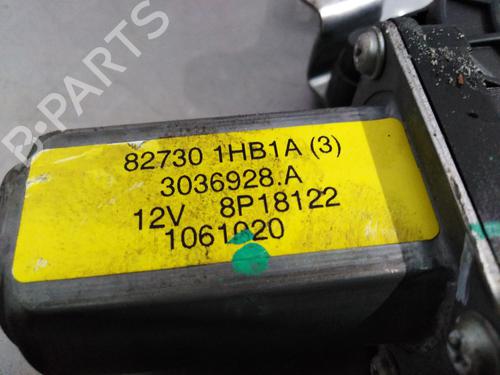 B-PARTS
82730 1HB1A (3)
3036928.A
12V 8P18122
1061020